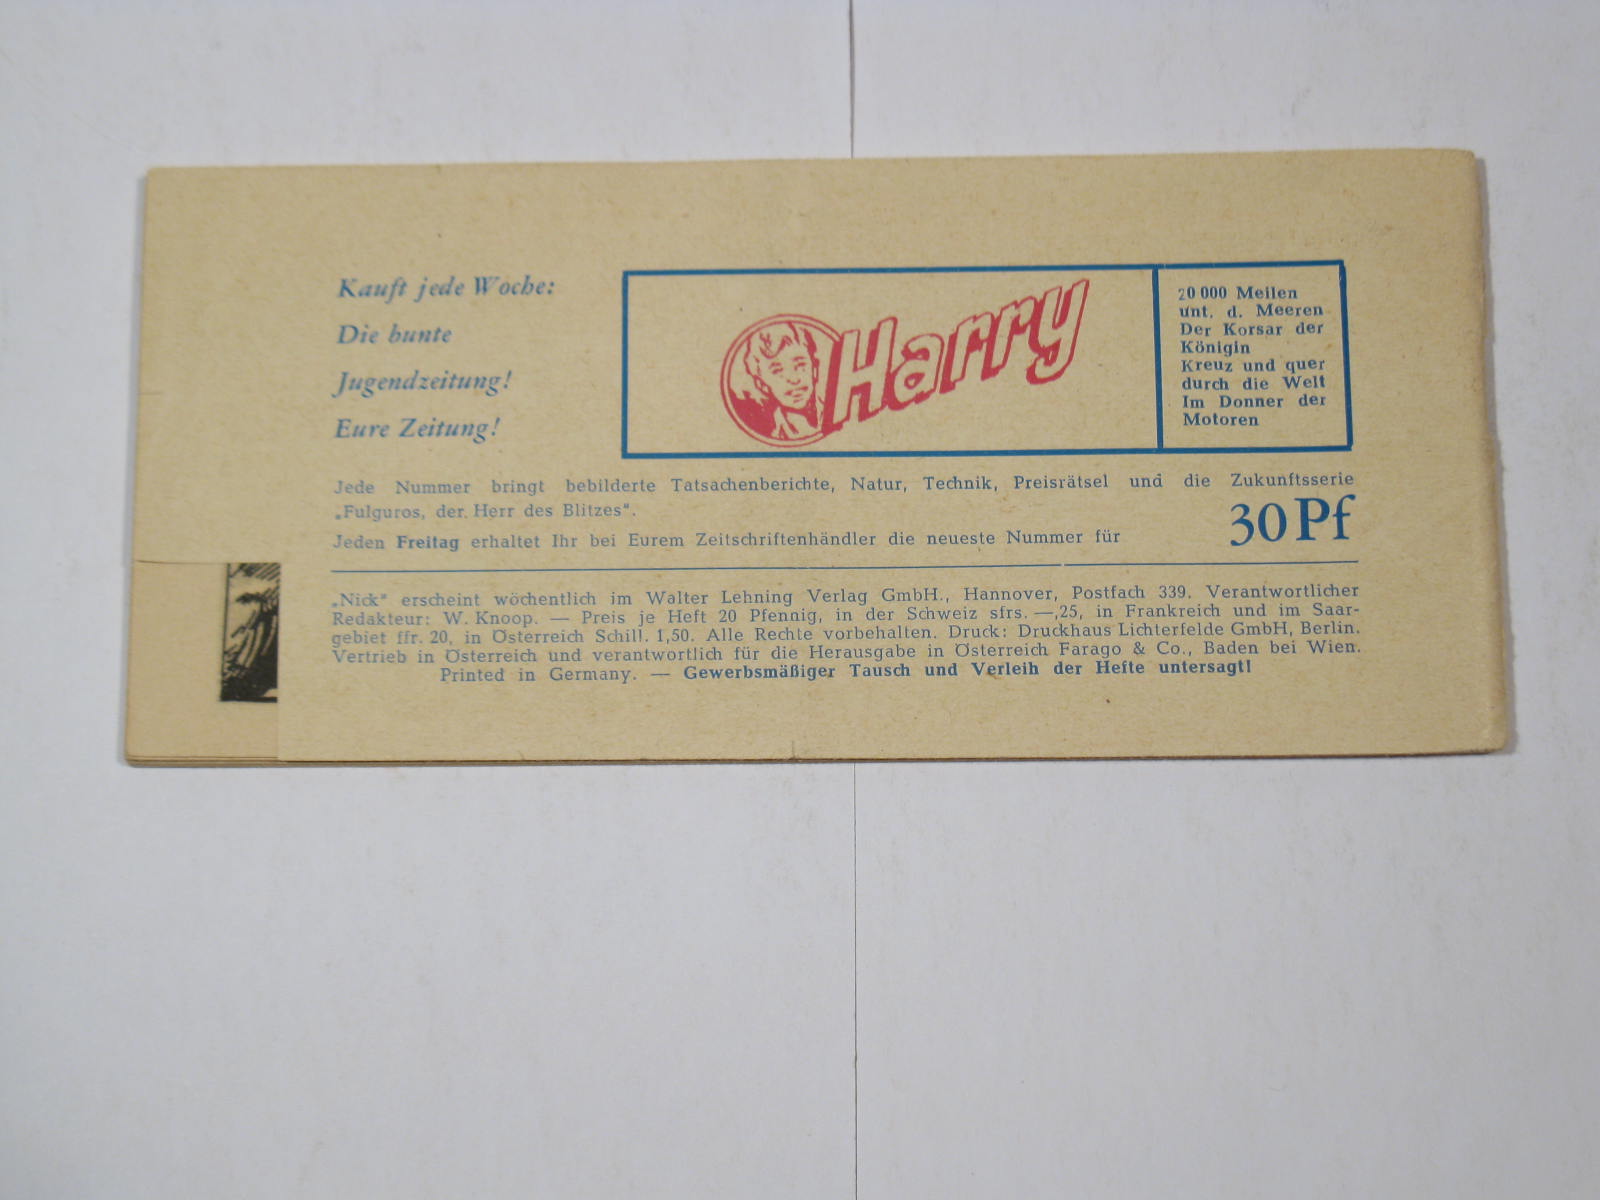 Kauft jede Woche:
Die bunte
Jugendzeitung!
Eure Zeitung!
Harry
20 000 Meilen
unt. d. Meeren
Der Korsar der
Königin
Kreuz und quer
durch die Welt
Im Donner der
Motoren
Jede Nummer bringt bebilderte Tatsachenberichte, Natur, Technik, Preisrätsel und die Zukunftsserie
„Fulguros, der Herr des Blitzes".
Jeden Freitag erhaltet Ihr bei Eurem Zeitschriftenhändler die neueste Nummer für
30 Pf
„Nick" erscheint wöchentlich im Walter Lehning Verlag GmbH., Hannover, Postfach 339. Verantwortlicher
Redakteur: W. Knoop. — Preis je Heft 20 Pfennig, in der Schweiz sfrs. —,25, in Frankreich und im Saar-
gebiet ffr. 20, in Österreich Schill. 1,50. Alle Rechte vorbehalten. Druck: Druckhaus Lichterfelde GmbH, Berlin.
Vertrieb in Österreich und verantwortlich für die Herausgabe in Österreich Farago & Co., Baden bei Wien.
Printed in Germany. — Gewerbsmäßiger Tausch und Verleih der Hefte untersagt!